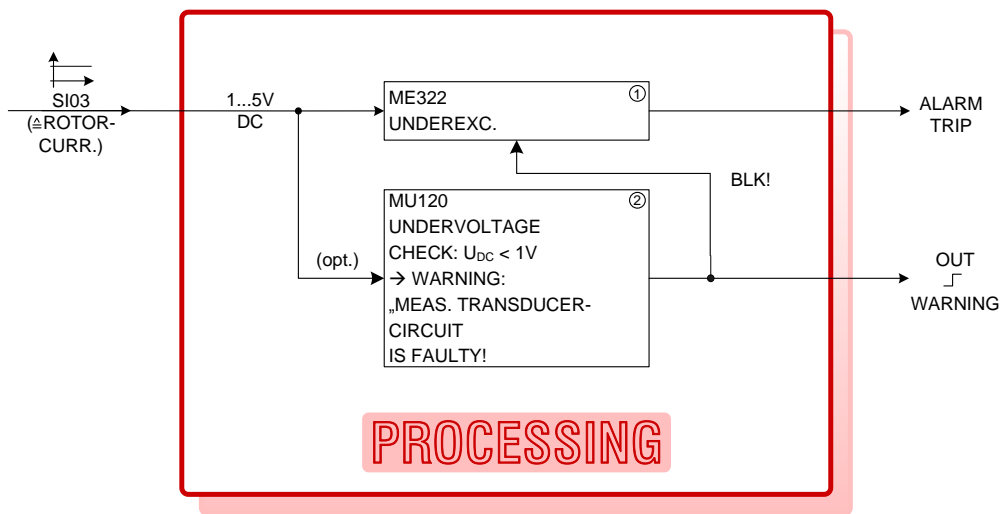 SI03
(≙ROTOR-
CURR.)
1...5V
DC
ME322
①
UNDEREXC.
ALARM
TRIP
BLK!
MU120
②
UNDERVOLTAGE
CHECK: UDC < 1V
→ WARNING:
„MEAS. TRANSDUCER-
CIRCUIT
IS FAULTY!
(opt.)
OUT
WARNING
PROCESSING